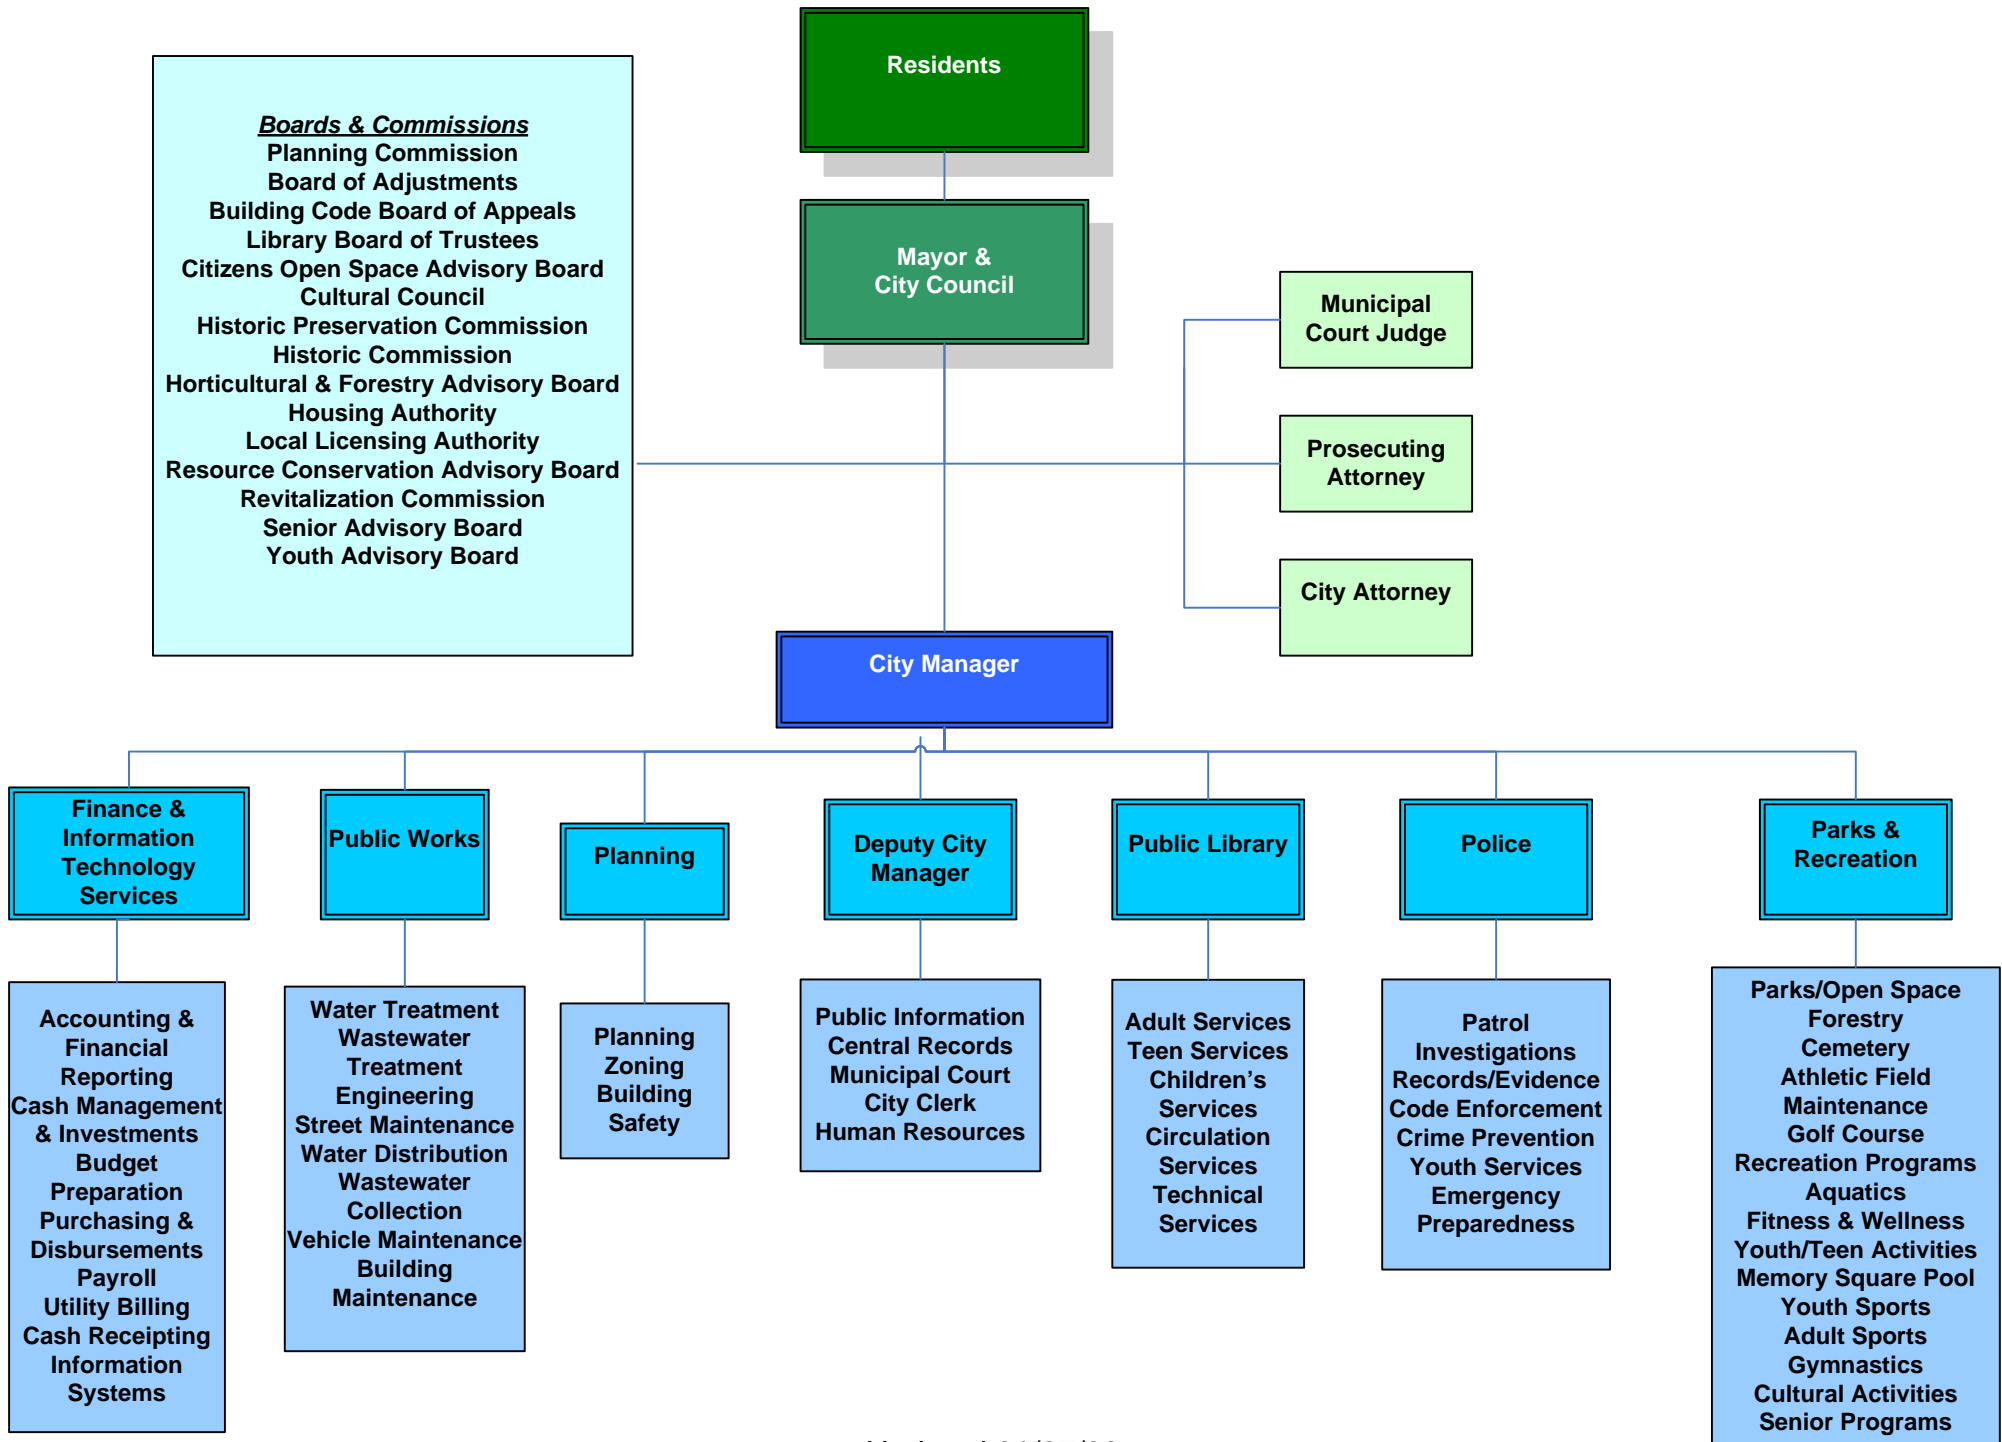 Residents
Boards & Commissions
Planning Commission
Board of Adjustments
Building Code Board of Appeals
Library Board of Trustees
Citizens Open Space Advisory Board
Cultural Council
Historic Preservation Commission
Historic Commission
Horticultural & Forestry Advisory Board
Housing Authority
Local Licensing Authority
Resource Conservation Advisory Board
Revitalization Commission
Senior Advisory Board
Youth Advisory Board
Mayor &
City Council
Municipal
Court Judge
Prosecuting
Attorney
City Attorney
City Manager
Finance &
Information
Technology
Services
Public Works
Planning
Deputy City
Manager
Public Library
Police
Parks &
Recreation
Accounting &
Financial
Reporting
Cash Management
& Investments
Budget
Preparation
Purchasing &
Disbursements
Payroll
Utility Billing
Cash Receipting
Information
Systems
Water Treatment
Wastewater
Treatment
Engineering
Street Maintenance
Water Distribution
Wastewater
Collection
Vehicle Maintenance
Building
Maintenance
Planning
Zoning
Building
Safety
Public Information
Central Records
Municipal Court
City Clerk
Human Resources
Adult Services
Teen Services
Children’s
Services
Circulation
Services
Technical
Services
Patrol
Investigations
Records/Evidence
Code Enforcement
Crime Prevention
Youth Services
Emergency
Preparedness
Parks/Open Space
Forestry
Cemetery
Athletic Field
Maintenance
Golf Course
Recreation Programs
Aquatics
Fitness & Wellness
Youth/Teen Activities
Memory Square Pool
Youth Sports
Adult Sports
Gymnastics
Cultural Activities
Senior Programs